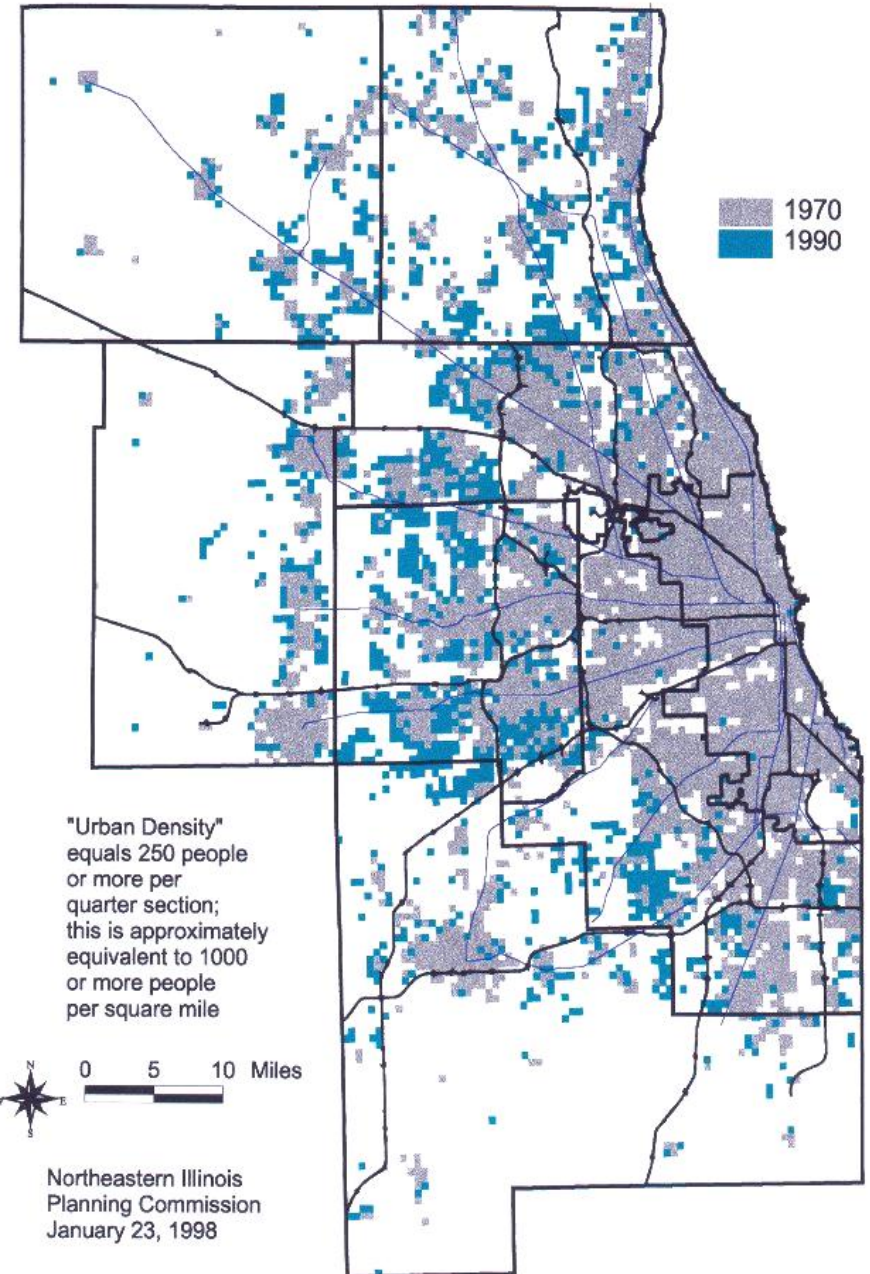 1970
1990
"Urban Density"
equals 250 people
or more per
quarter section;
this is approximately
equivalent to 1000
or more people
per square mile
N
E
S
0 5 10 Miles
Northeastern Illinois
Planning Commission
January 23, 1998